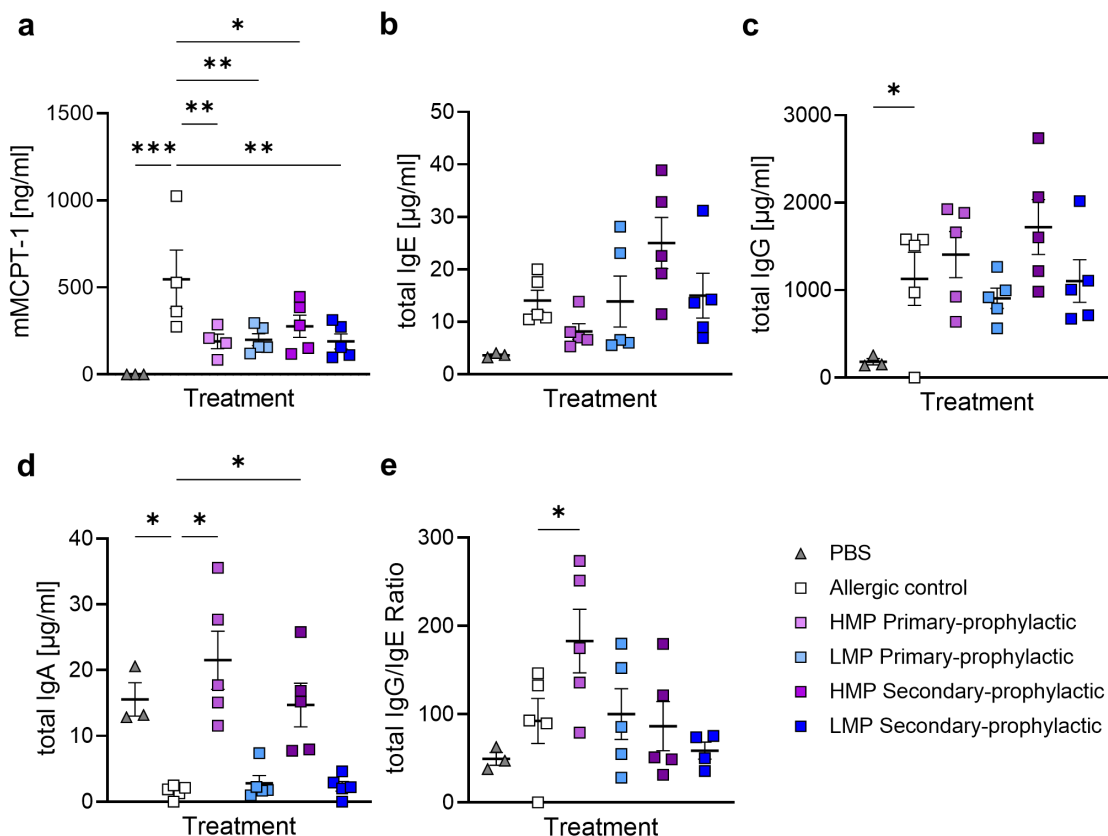 a
mMCPT-1 [ng/ml]
1500
1000
500
0
*
**
**
***
**
Treatment
b
total IgE [µg/ml]
50
40
30
20
10
0
Treatment
c
total IgG [µg/ml]
3000
2000
1000
0
*
Treatment
d
total IgA [µg/ml]
40
30
20
10
0
*
*
*
Treatment
e
total IgG/IgE Ratio
300
200
100
0
*
Treatment
PBS
Allergic control
HMP Primary-prophylactic
LMP Primary-prophylactic
HMP Secondary-prophylactic
LMP Secondary-prophylactic